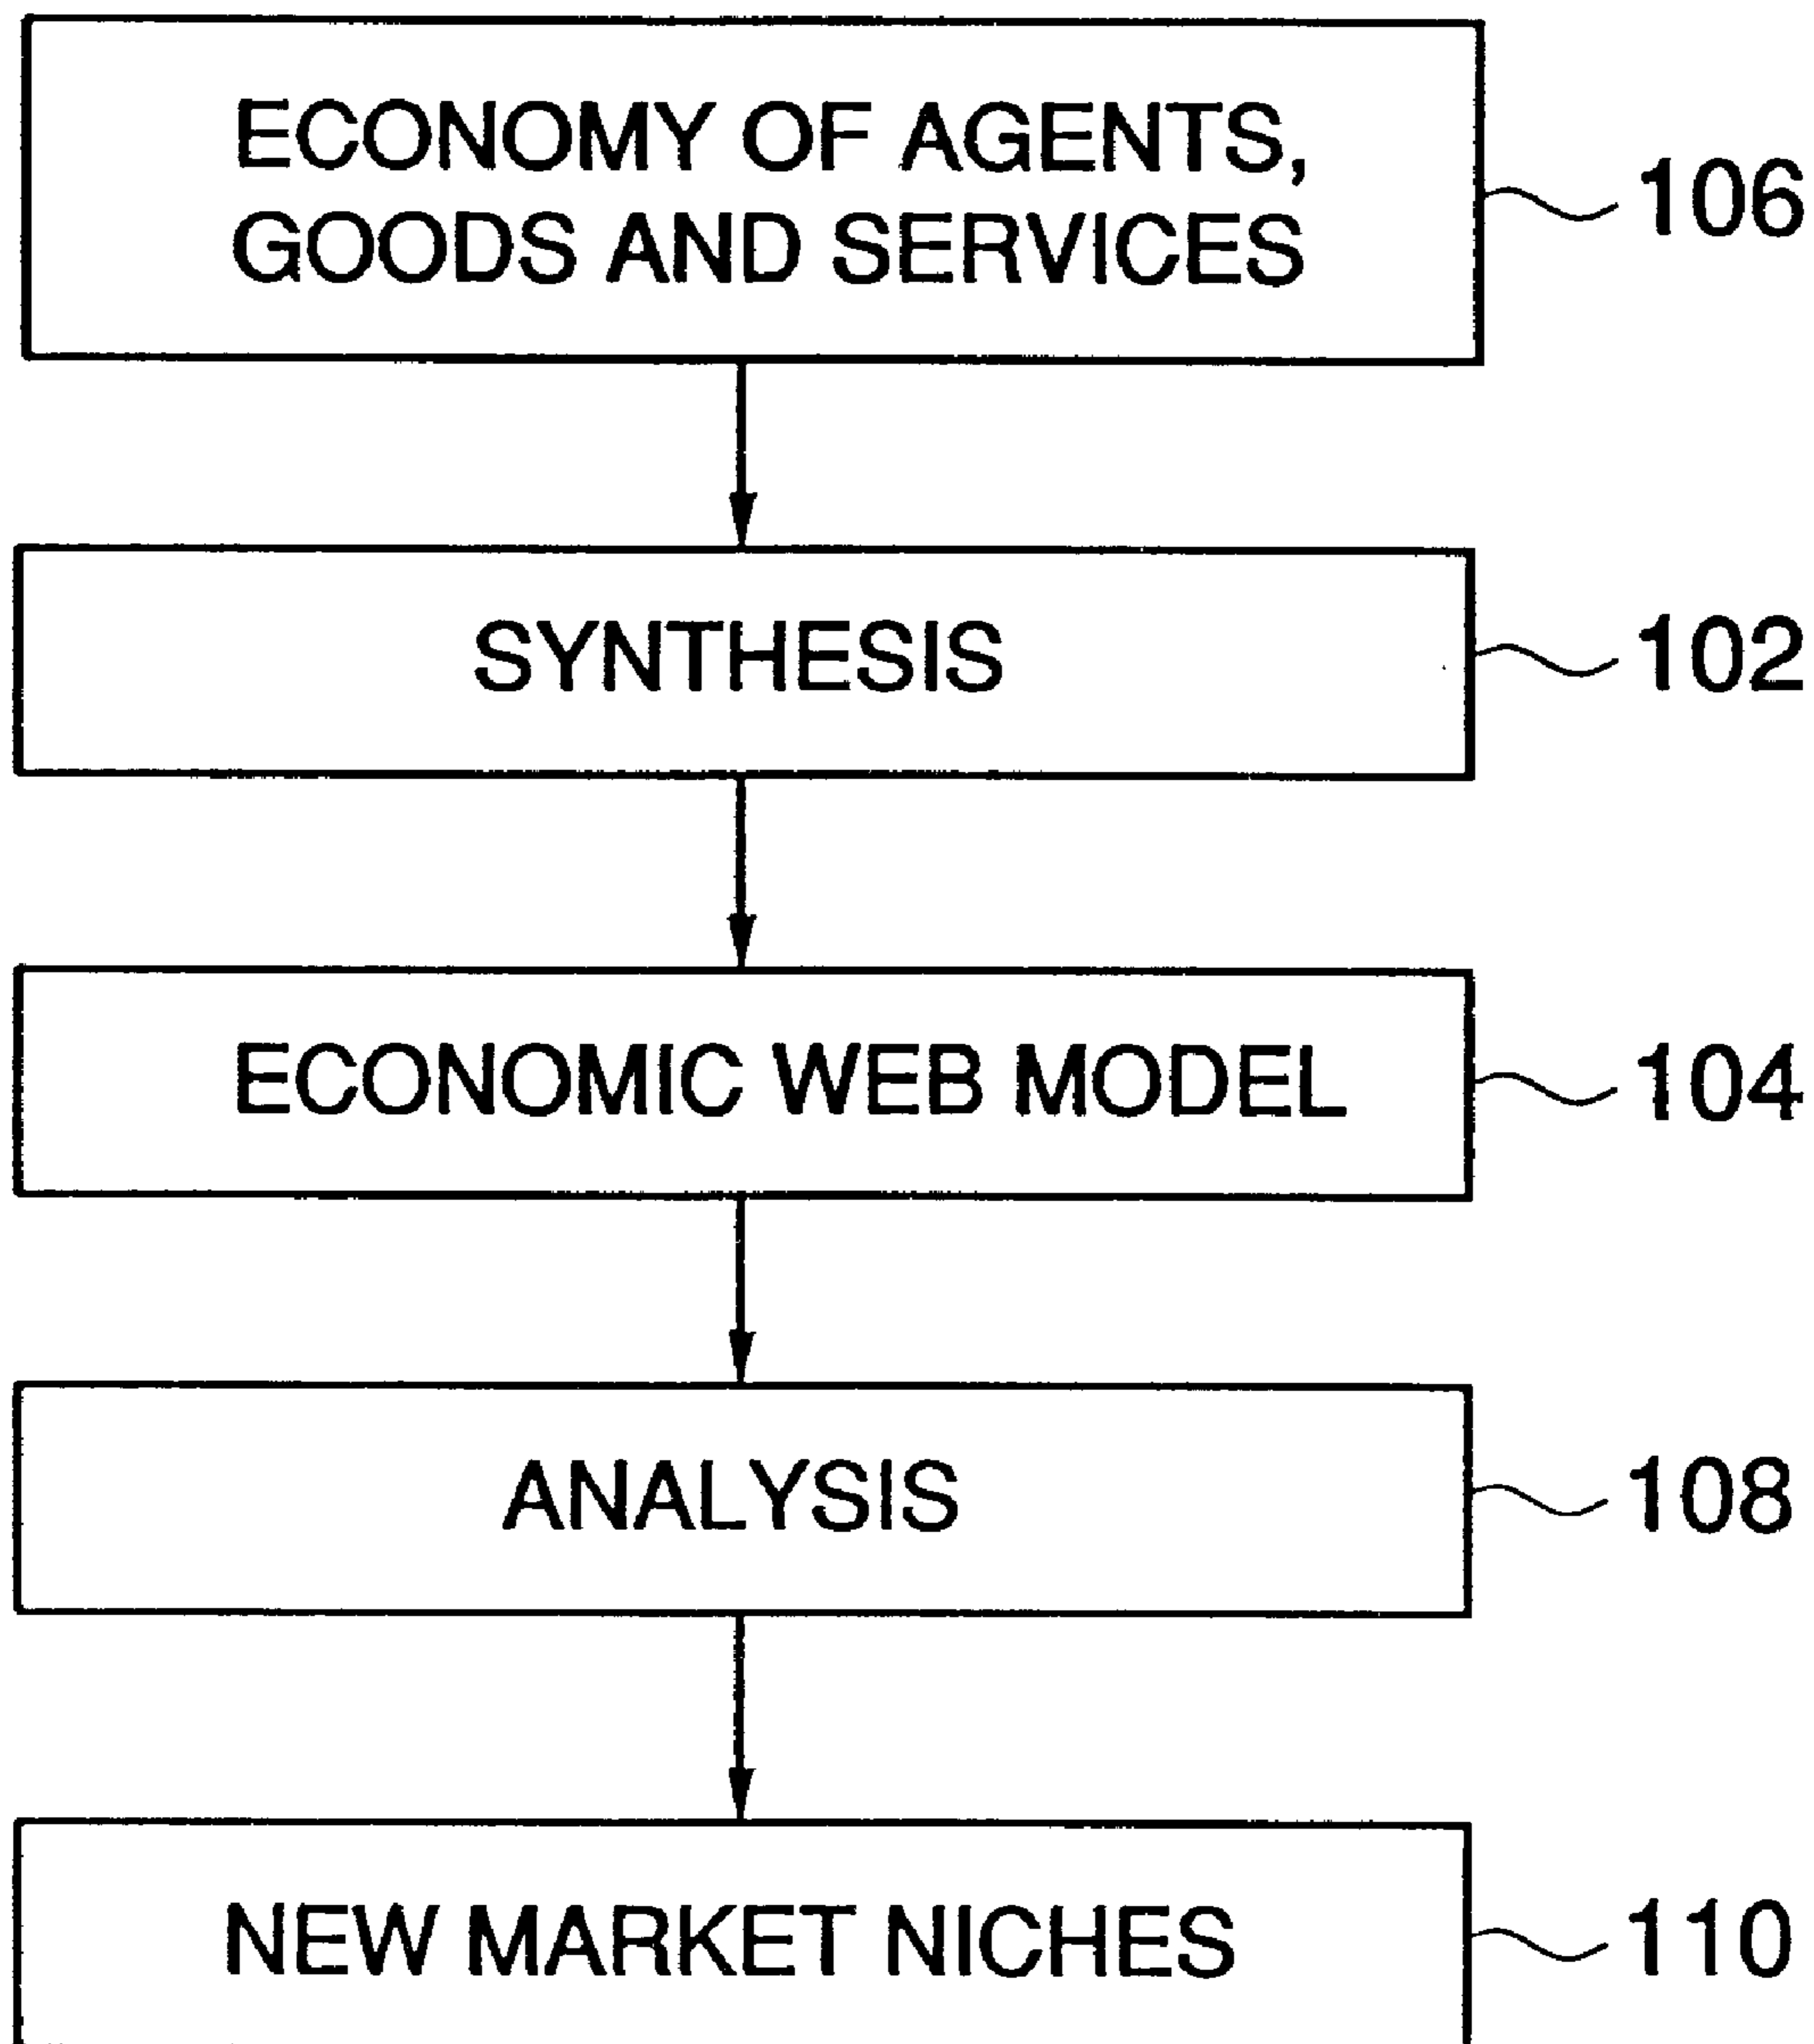 ECONOMY OF AGENTS,
GOODS AND SERVICES
106
SYNTHESIS
102
ECONOMIC WEB MODEL
104
ANALYSIS
108
NEW MARKET NICHES
110